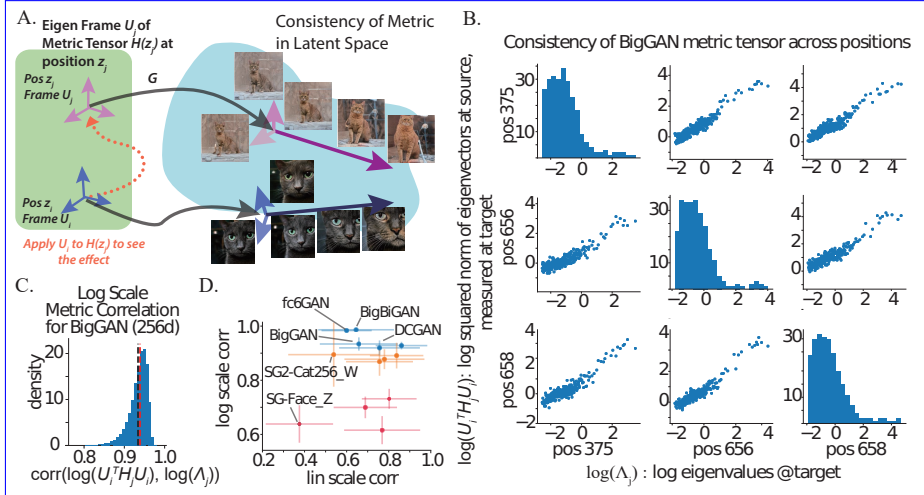 A.
Eigen Frame U_j of
Metric Tensor H(z_j) at
position z_j
Consistency of Metric
in Latent Space
Pos z_j
Frame U_j
G
Pos z_i
Frame U_i
Apply U_i to H(z_j) to see
the effect
B.
Consistency of BigGAN metric tensor across positions
log(U_i^T H_j U_i): log squared norm of eigenvectors at source,
measured at target
pos 375
30
20
10
4
2
0
4
2
0
−2 0 2
−2 0 2 4
−2 0 2 4
pos 656
4
2
0
30
20
10
4
2
0
−2 0 2
−2 0 2 4
−2 0 2 4
pos 658
4
2
0
−2
4
2
0
−2
30
20
10
−2 0 2
−2 0 2 4
−2 0 2 4
pos 375
pos 656
pos 658
log(Λ_j) : log eigenvalues @target
C.
Log Scale
Metric Correlation
for BigGAN (256d)
density
20
10
0
0.8 0.9 1.0
corr(log(U_i^T H_j U_i), log(Λ_j))
D.
fc6GAN
BigBiGAN
BigGAN
DCGAN
SG2-Cat256_W
SG-Face_Z
log scale corr
1.0
0.9
0.8
0.7
0.6
0.2 0.4 0.6 0.8 1.0
lin scale corr